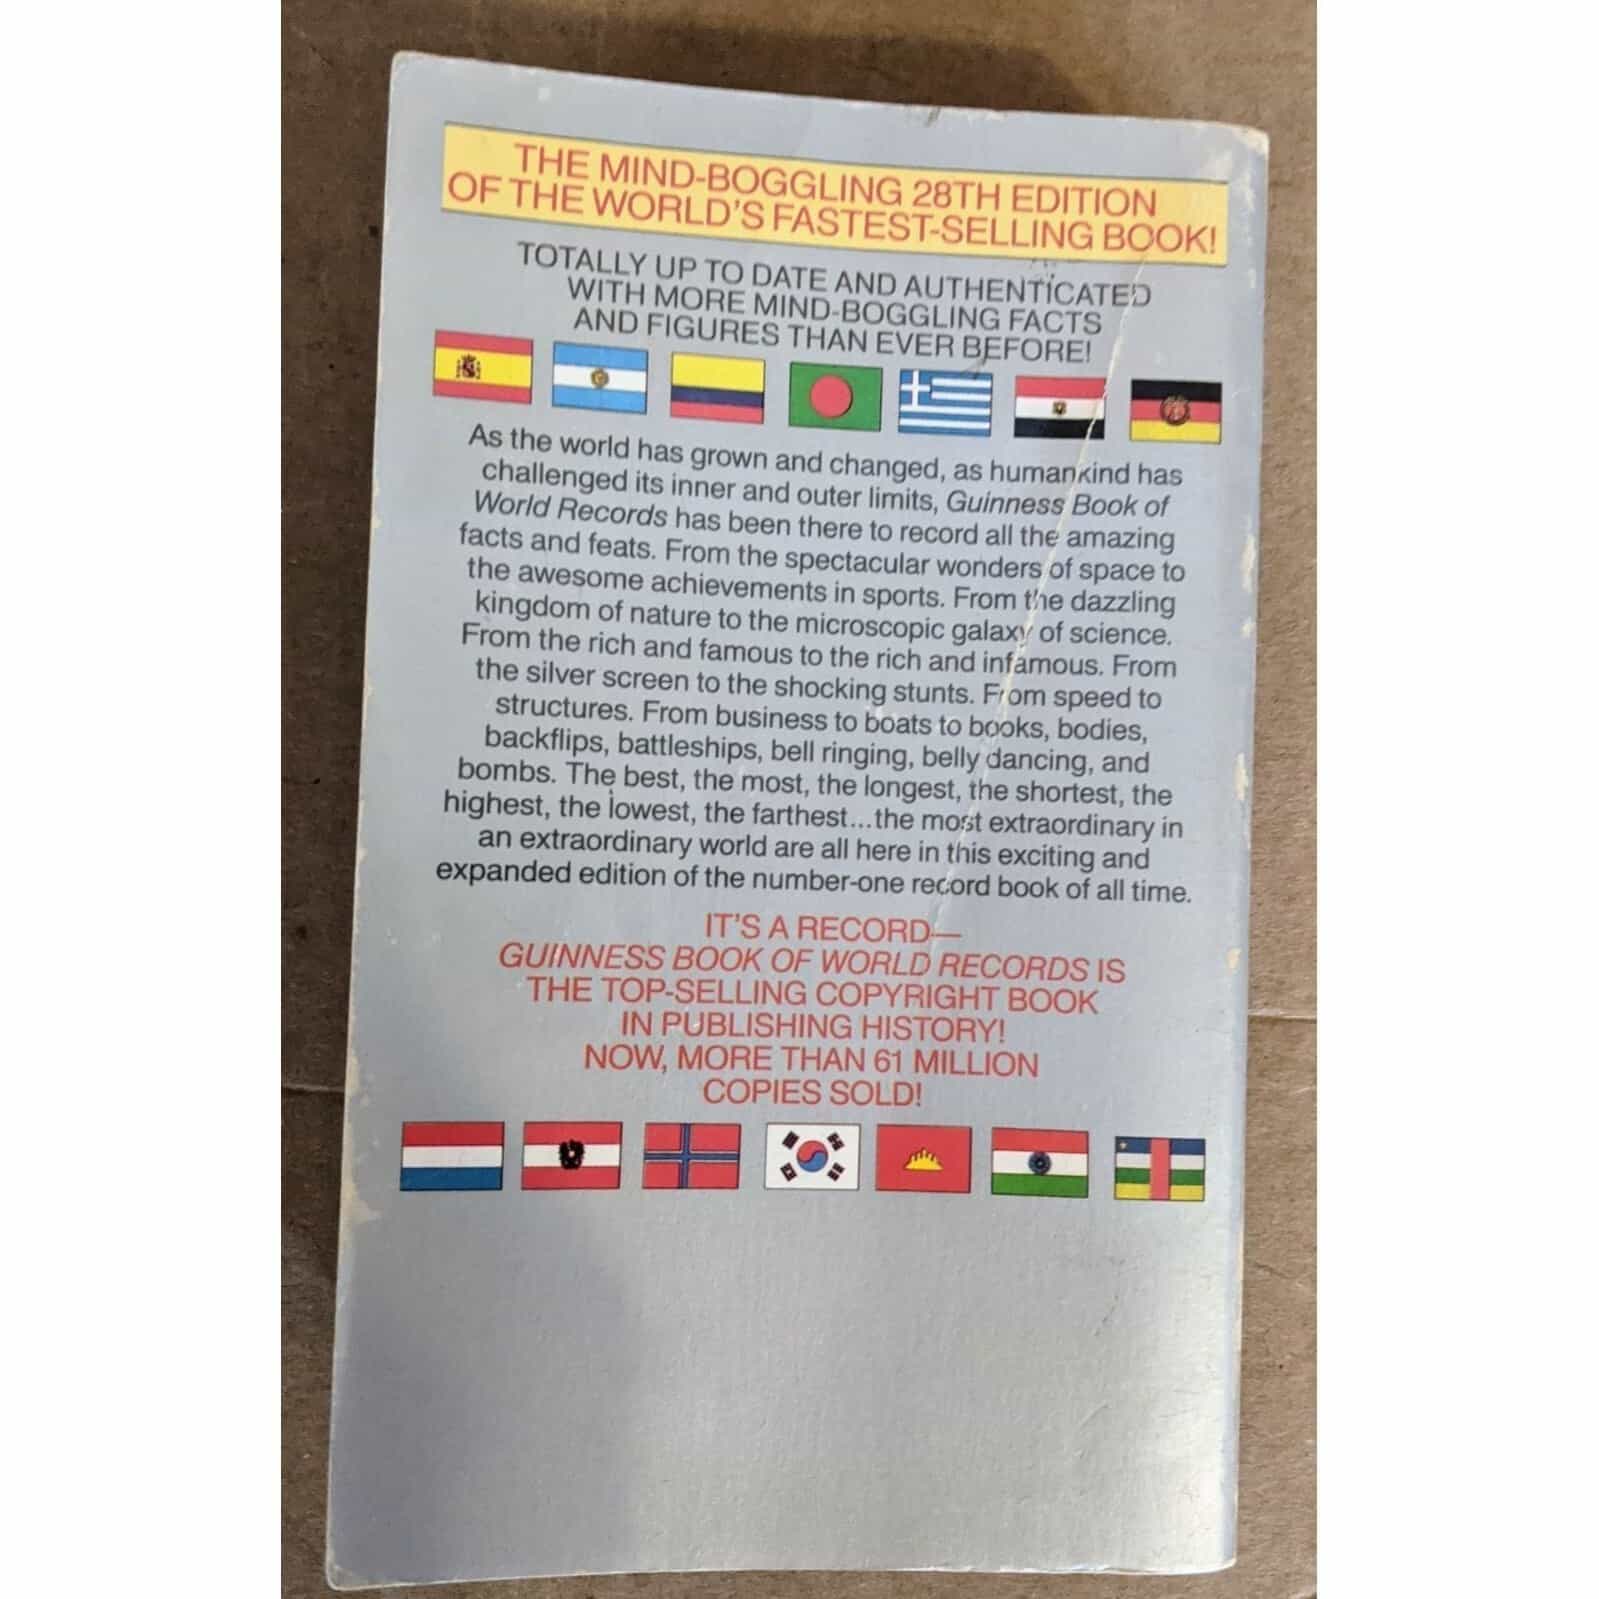 THE MIND-BOGGLING 28TH EDITION
OF THE WORLD'S FASTEST-SELLING BOOK!
TOTALLY UP TO DATE AND AUTHENTICATED
WITH MORE MIND-BOGGLING FACTS
AND FIGURES THAN EVER BEFORE!
As the world has grown and changed, as humankind has
challenged its inner and outer limits, Guinness Book of
World Records has been there to record all the amazing
facts and feats. From the spectacular wonders of space to
the awesome achievements in sports. From the dazzling
kingdom of nature to the microscopic galaxy of science.
From the rich and famous to the rich and infamous. From
the silver screen to the shocking stunts. From speed to
structures. From business to boats to books, bodies,
backflips, battleships, bell ringing, belly dancing, and
bombs. The best, the most, the longest, the shortest, the
highest, the lowest, the farthest...the most extraordinary in
an extraordinary world are all here in this exciting and
expanded edition of the number-one record book of all time.
IT'S A RECORD—
GUINNESS BOOK OF WORLD RECORDS IS
THE TOP-SELLING COPYRIGHT BOOK
IN PUBLISHING HISTORY!
NOW, MORE THAN 61 MILLION
COPIES SOLD!